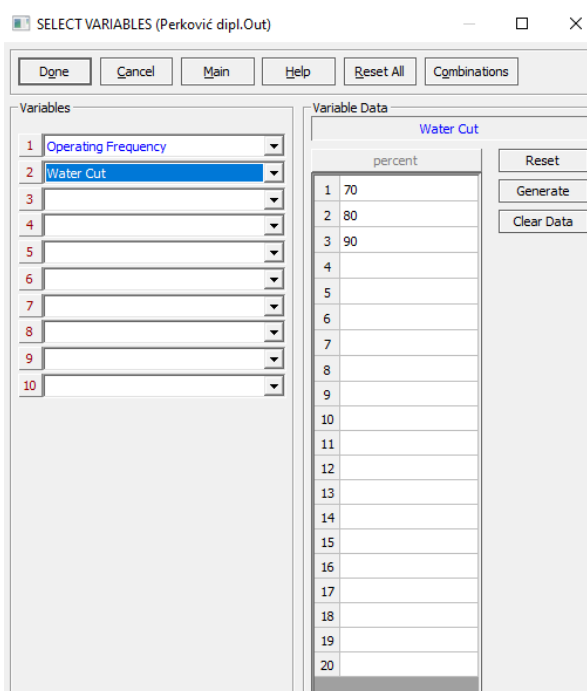 SELECT VARIABLES (Perković dipl.Out)
Done Cancel Main Help Reset All Combinations
Variables
1 Operating Frequency
2 Water Cut
3
4
5
6
7
8
9
10
Variable Data
Water Cut
percent
1 70
2 80
3 90
4
5
6
7
8
9
10
11
12
13
14
15
16
17
18
19
20
Reset
Generate
Clear Data